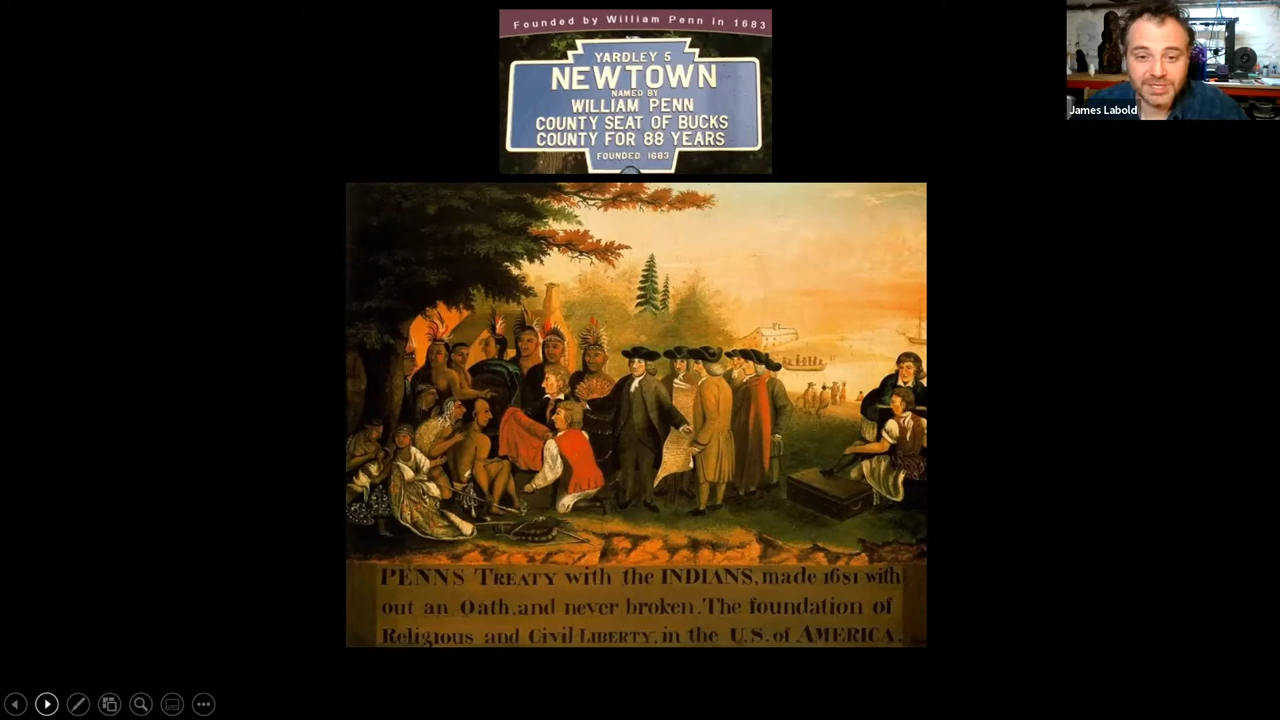 Founded by William Penn in 1683
YARDLEY 5
NEWTOWN
NAMED BY
WILLIAM PENN
COUNTY SEAT OF BUCKS
COUNTY FOR 88 YEARS
FOUNDED 1683
James Labold
PENNS TREATY with the INDIANS, made 1681 with
out an Oath, and never broken. The foundation of
Religious and Civil LIBERTY, in the U.S. of AMERICA.